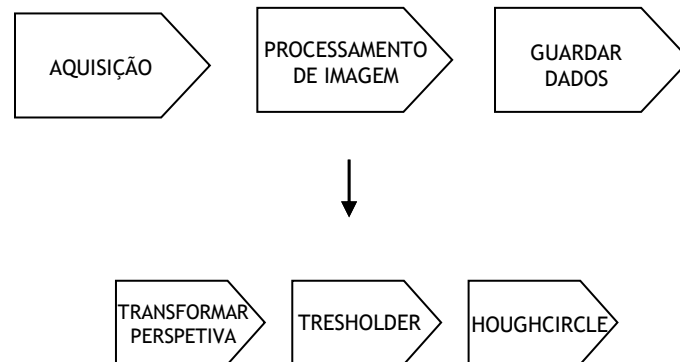 AQUISIÇÃO
PROCESSAMENTO
DE IMAGEM
GUARDAR
DADOS
TRANSFORMAR
PERSPETIVA
TRESHOLDER
HOUGHCIRCLE